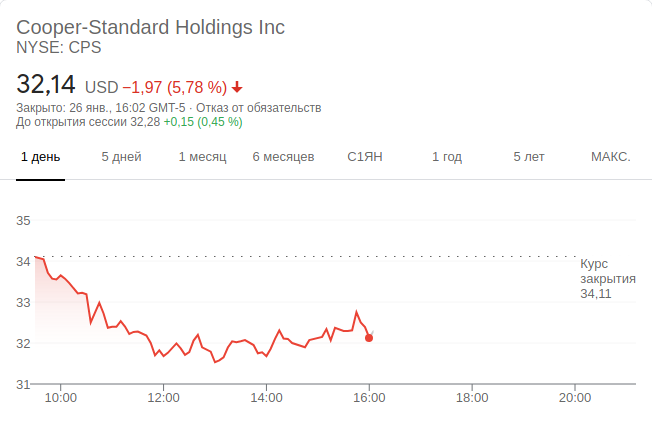 Cooper-Standard Holdings Inc
NYSE: CPS
32,14 USD −1,97 (5,78 %)
Закрыто: 26 янв., 16:02 GMT-5 · Отказ от обязательств
До открытия сессии 32,28 +0,15 (0,45 %)
1 день 5 дней 1 месяц 6 месяцев С1ЯН 1 год 5 лет МАКС.
35
34
Курс
закрытия
34,11
33
32
31
10:00 12:00 14:00 16:00 18:00 20:00